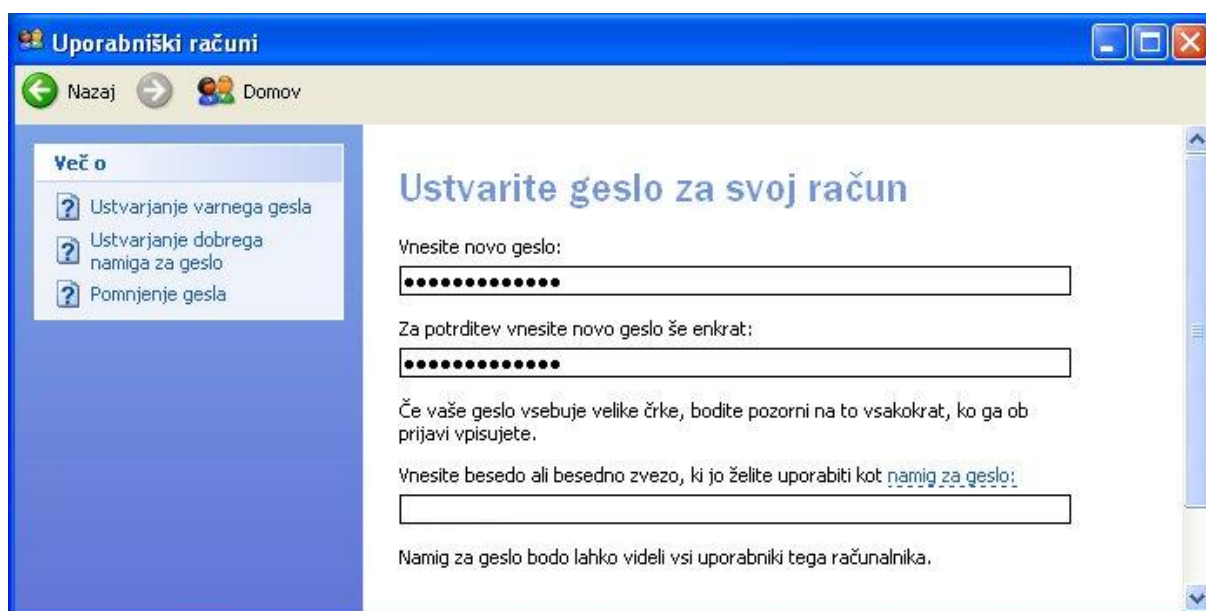 Uporabniški računi
Nazaj
Domov
Več o
Ustvarjanje varnega gesla
Ustvarjanje dobrega
namiga za geslo
Pomnjenje gesla
Ustvarite geslo za svoj račun
Vnesite novo geslo:
•••••••••••••
Za potrditev vnesite novo geslo še enkrat:
•••••••••••••
Če vaše geslo vsebuje velike črke, bodite pozorni na to vsakokrat, ko ga ob
prijavi vpisujete.
Vnesite besedo ali besedno zvezo, ki jo želite uporabiti kot namig za geslo:
Namig za geslo bodo lahko videli vsi uporabniki tega računalnika.